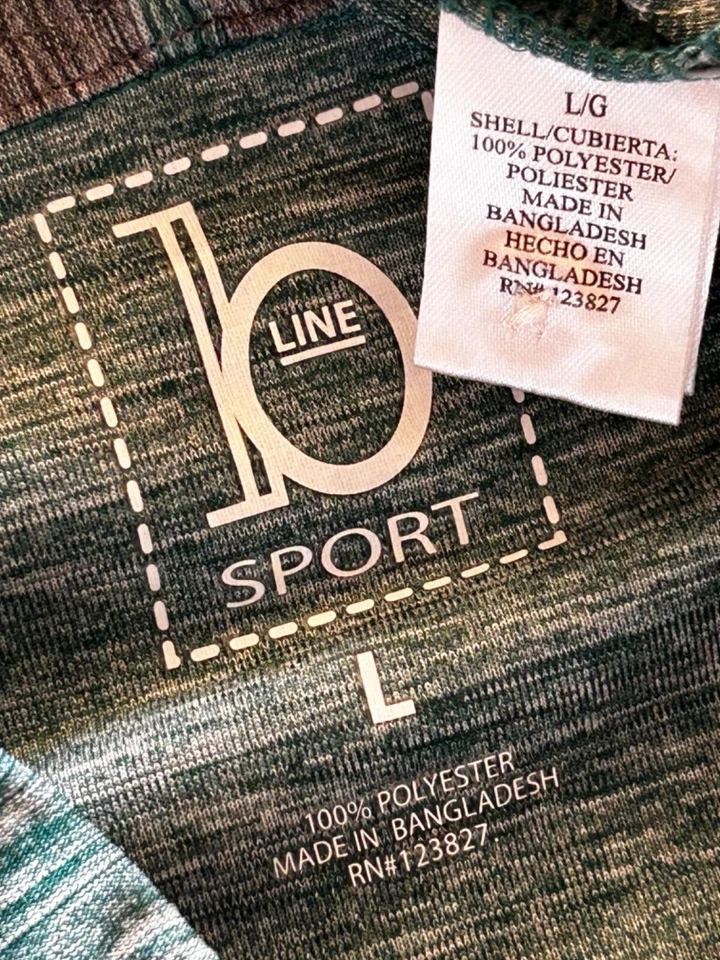 L/G
SHELL/CUBIERTA:
100% POLYESTER/
POLIESTER
MADE IN
BANGLADESH
HECHO EN
BANGLADESH
RN# 123827
b
LINE
SPORT
L
100% POLYESTER
MADE IN BANGLADESH
RN#123827